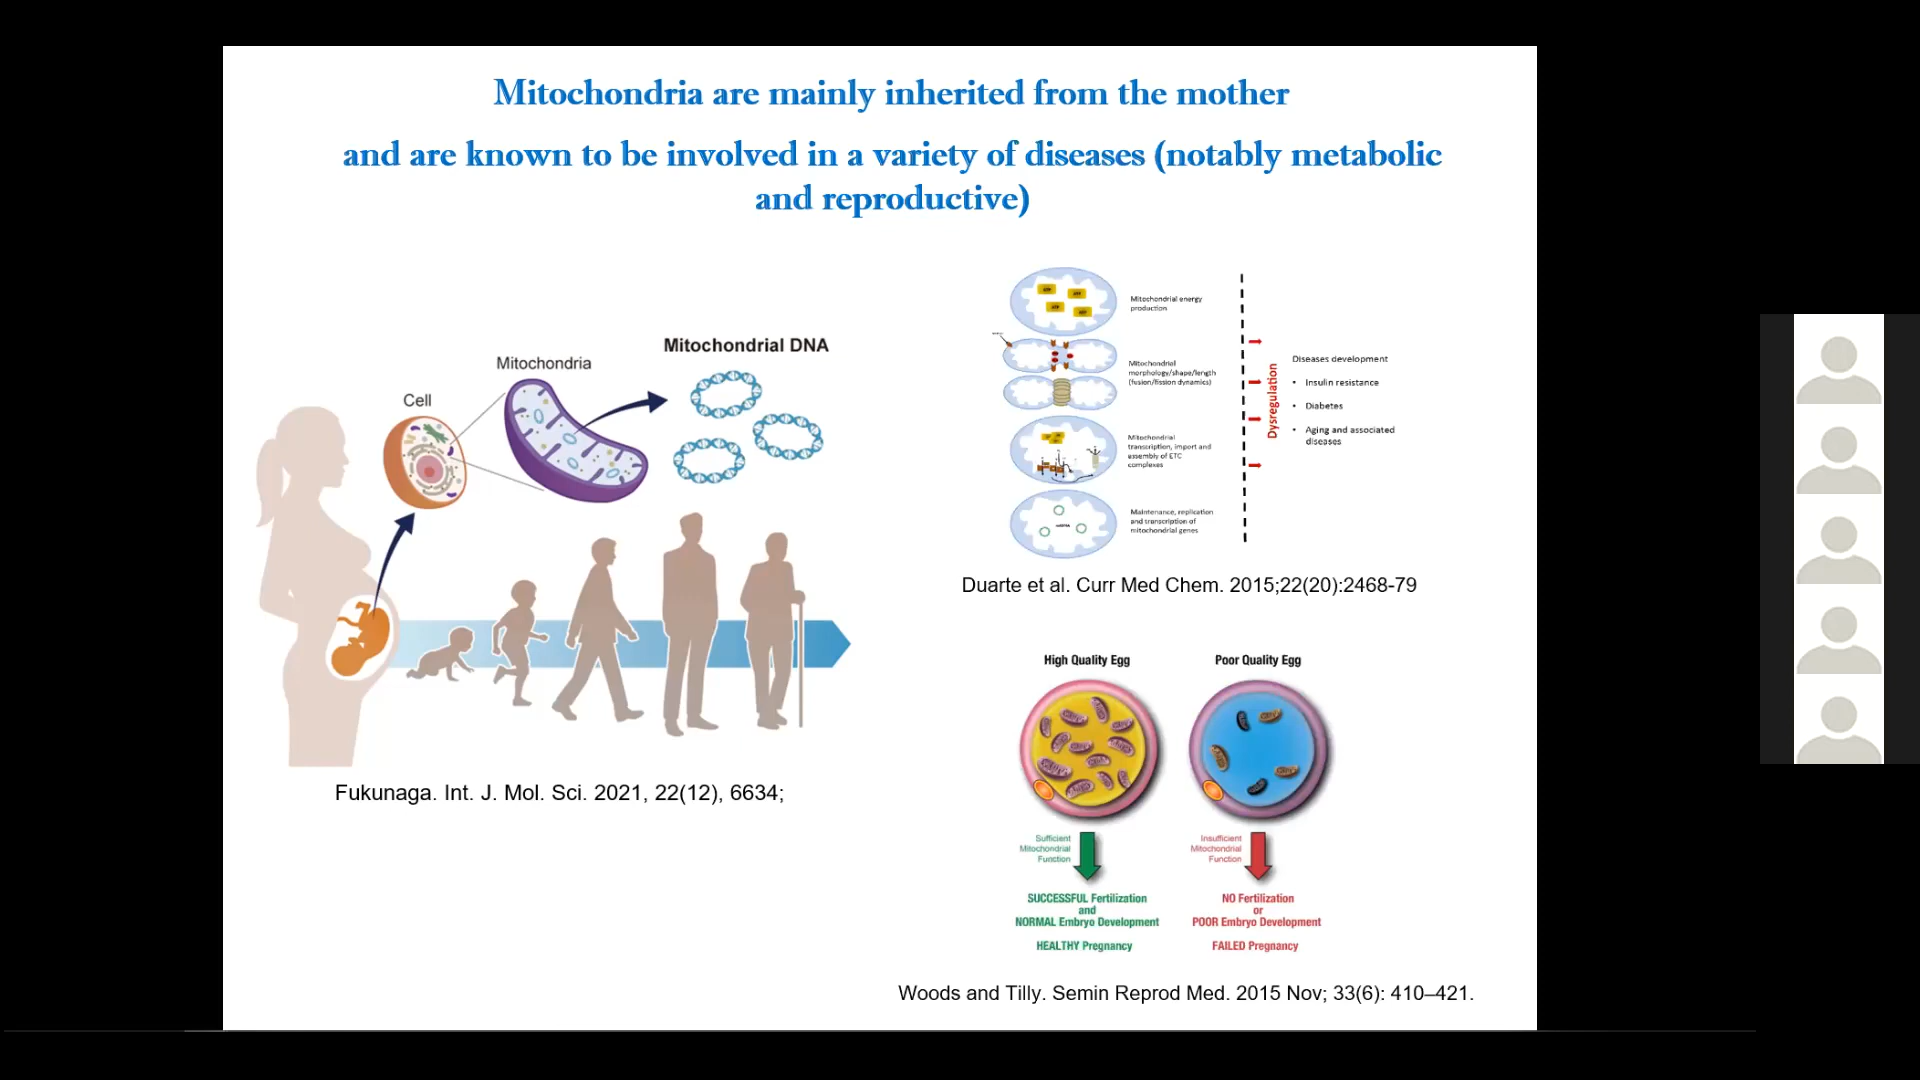 Mitochondria are mainly inherited from the mother
and are known to be involved in a variety of diseases (notably metabolic
and reproductive)
Mitochondrial DNA
Mitochondria
Cell
Fukunaga. Int. J. Mol. Sci. 2021, 22(12), 6634;
Mitochondrial energy
production
Mitochondrial
morphology/shape/length
(fusion/fission dynamics)
Mitochondrial
transcription, import and
assembly of ETC
complexes
Maintenance, replication
and transcription of
mitochondrial genes
Dysregulation
Diseases development
• Insulin resistance
• Diabetes
• Aging and associated
diseases
Duarte et al. Curr Med Chem. 2015;22(20):2468-79
High Quality Egg
Sufficient
Mitochondrial
Function
SUCCESSFUL Fertilization
and
NORMAL Embryo Development
HEALTHY Pregnancy
Poor Quality Egg
Insufficient
Mitochondrial
Function
NO Fertilization
or
POOR Embryo Development
FAILED Pregnancy
Woods and Tilly. Semin Reprod Med. 2015 Nov; 33(6): 410–421.